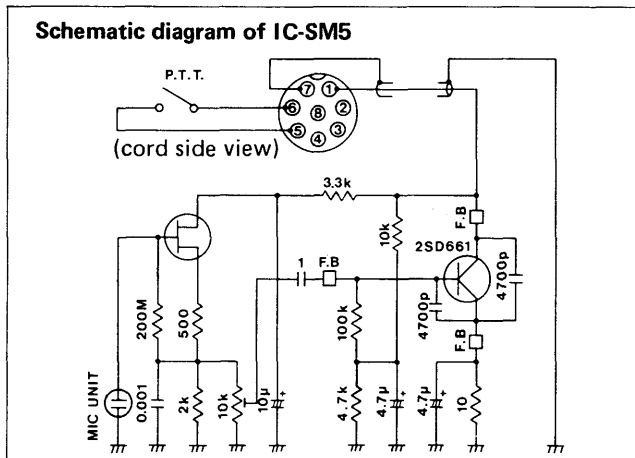 Schematic diagram of IC-SM5
P.T.T.
7 1
6 8 2
5 4 3
(cord side view)
3.3k
10k
F.B
2SD661
4700p
1 F.B
200M
500
100k
4700p
F.B
MIC UNIT
0.001
2k
10k
10μ +
4.7k
4.7μ +
4.7μ +
10